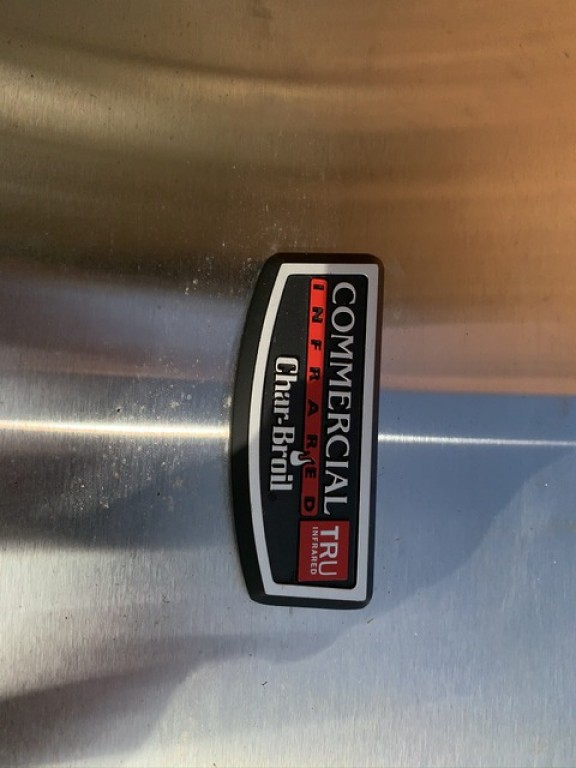 COMMERCIAL
TRU
INFRARED
INFRARED
Char-Broil